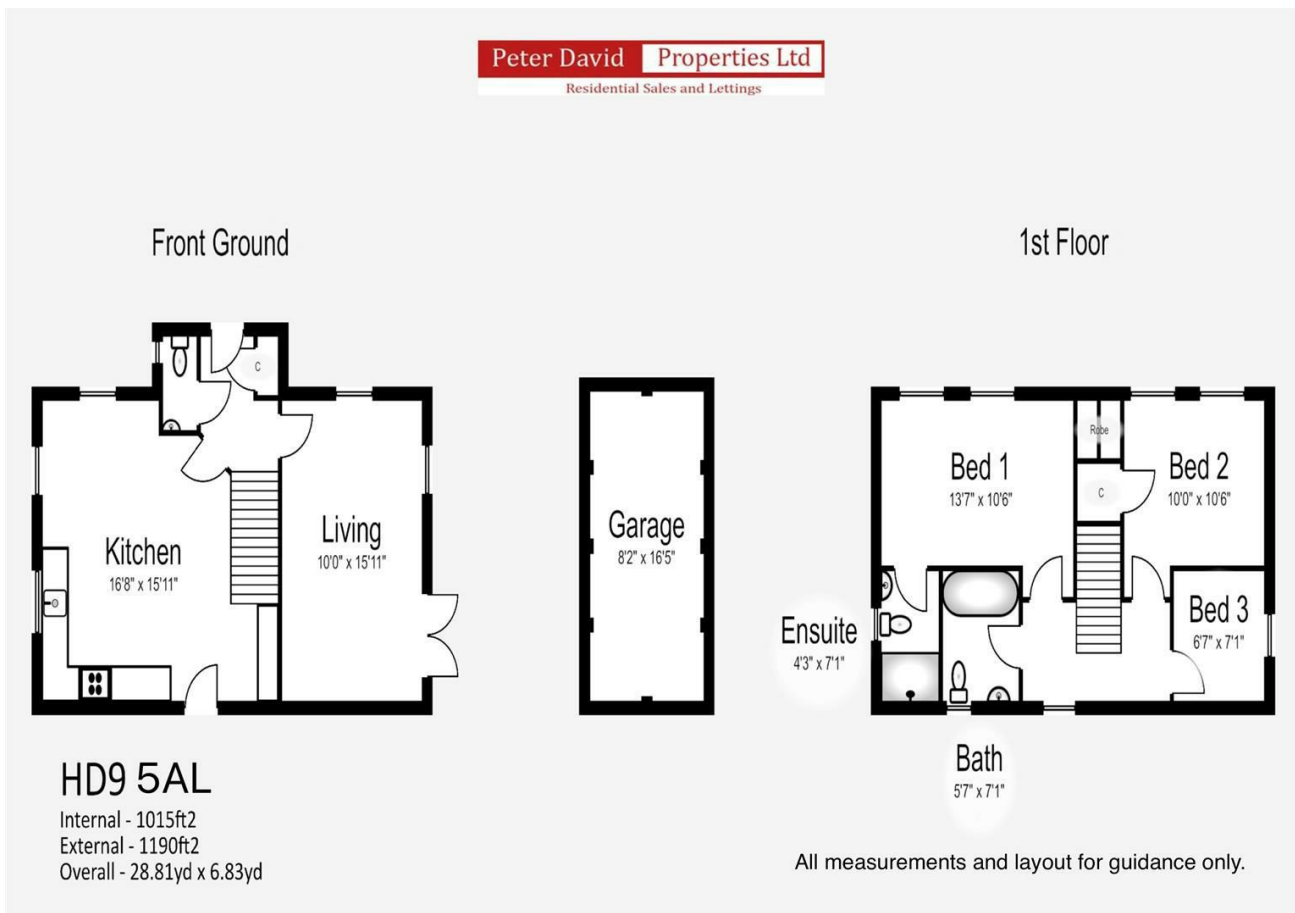 Peter David Properties Ltd
Residential Sales and Lettings
Front Ground
1st Floor
C
Kitchen
16'8" x 15'11"
Living
10'0" x 15'11"
Garage
8'2" x 16'5"
Robe
C
Bed 1
13'7" x 10'6"
Bed 2
10'0" x 10'6"
Bed 3
6'7" x 7'1"
Ensuite
4'3" x 7'1"
Bath
5'7" x 7'1"
HD9 5AL
Internal - 1015ft2
External - 1190ft2
Overall - 28.81yd x 6.83yd
All measurements and layout for guidance only.